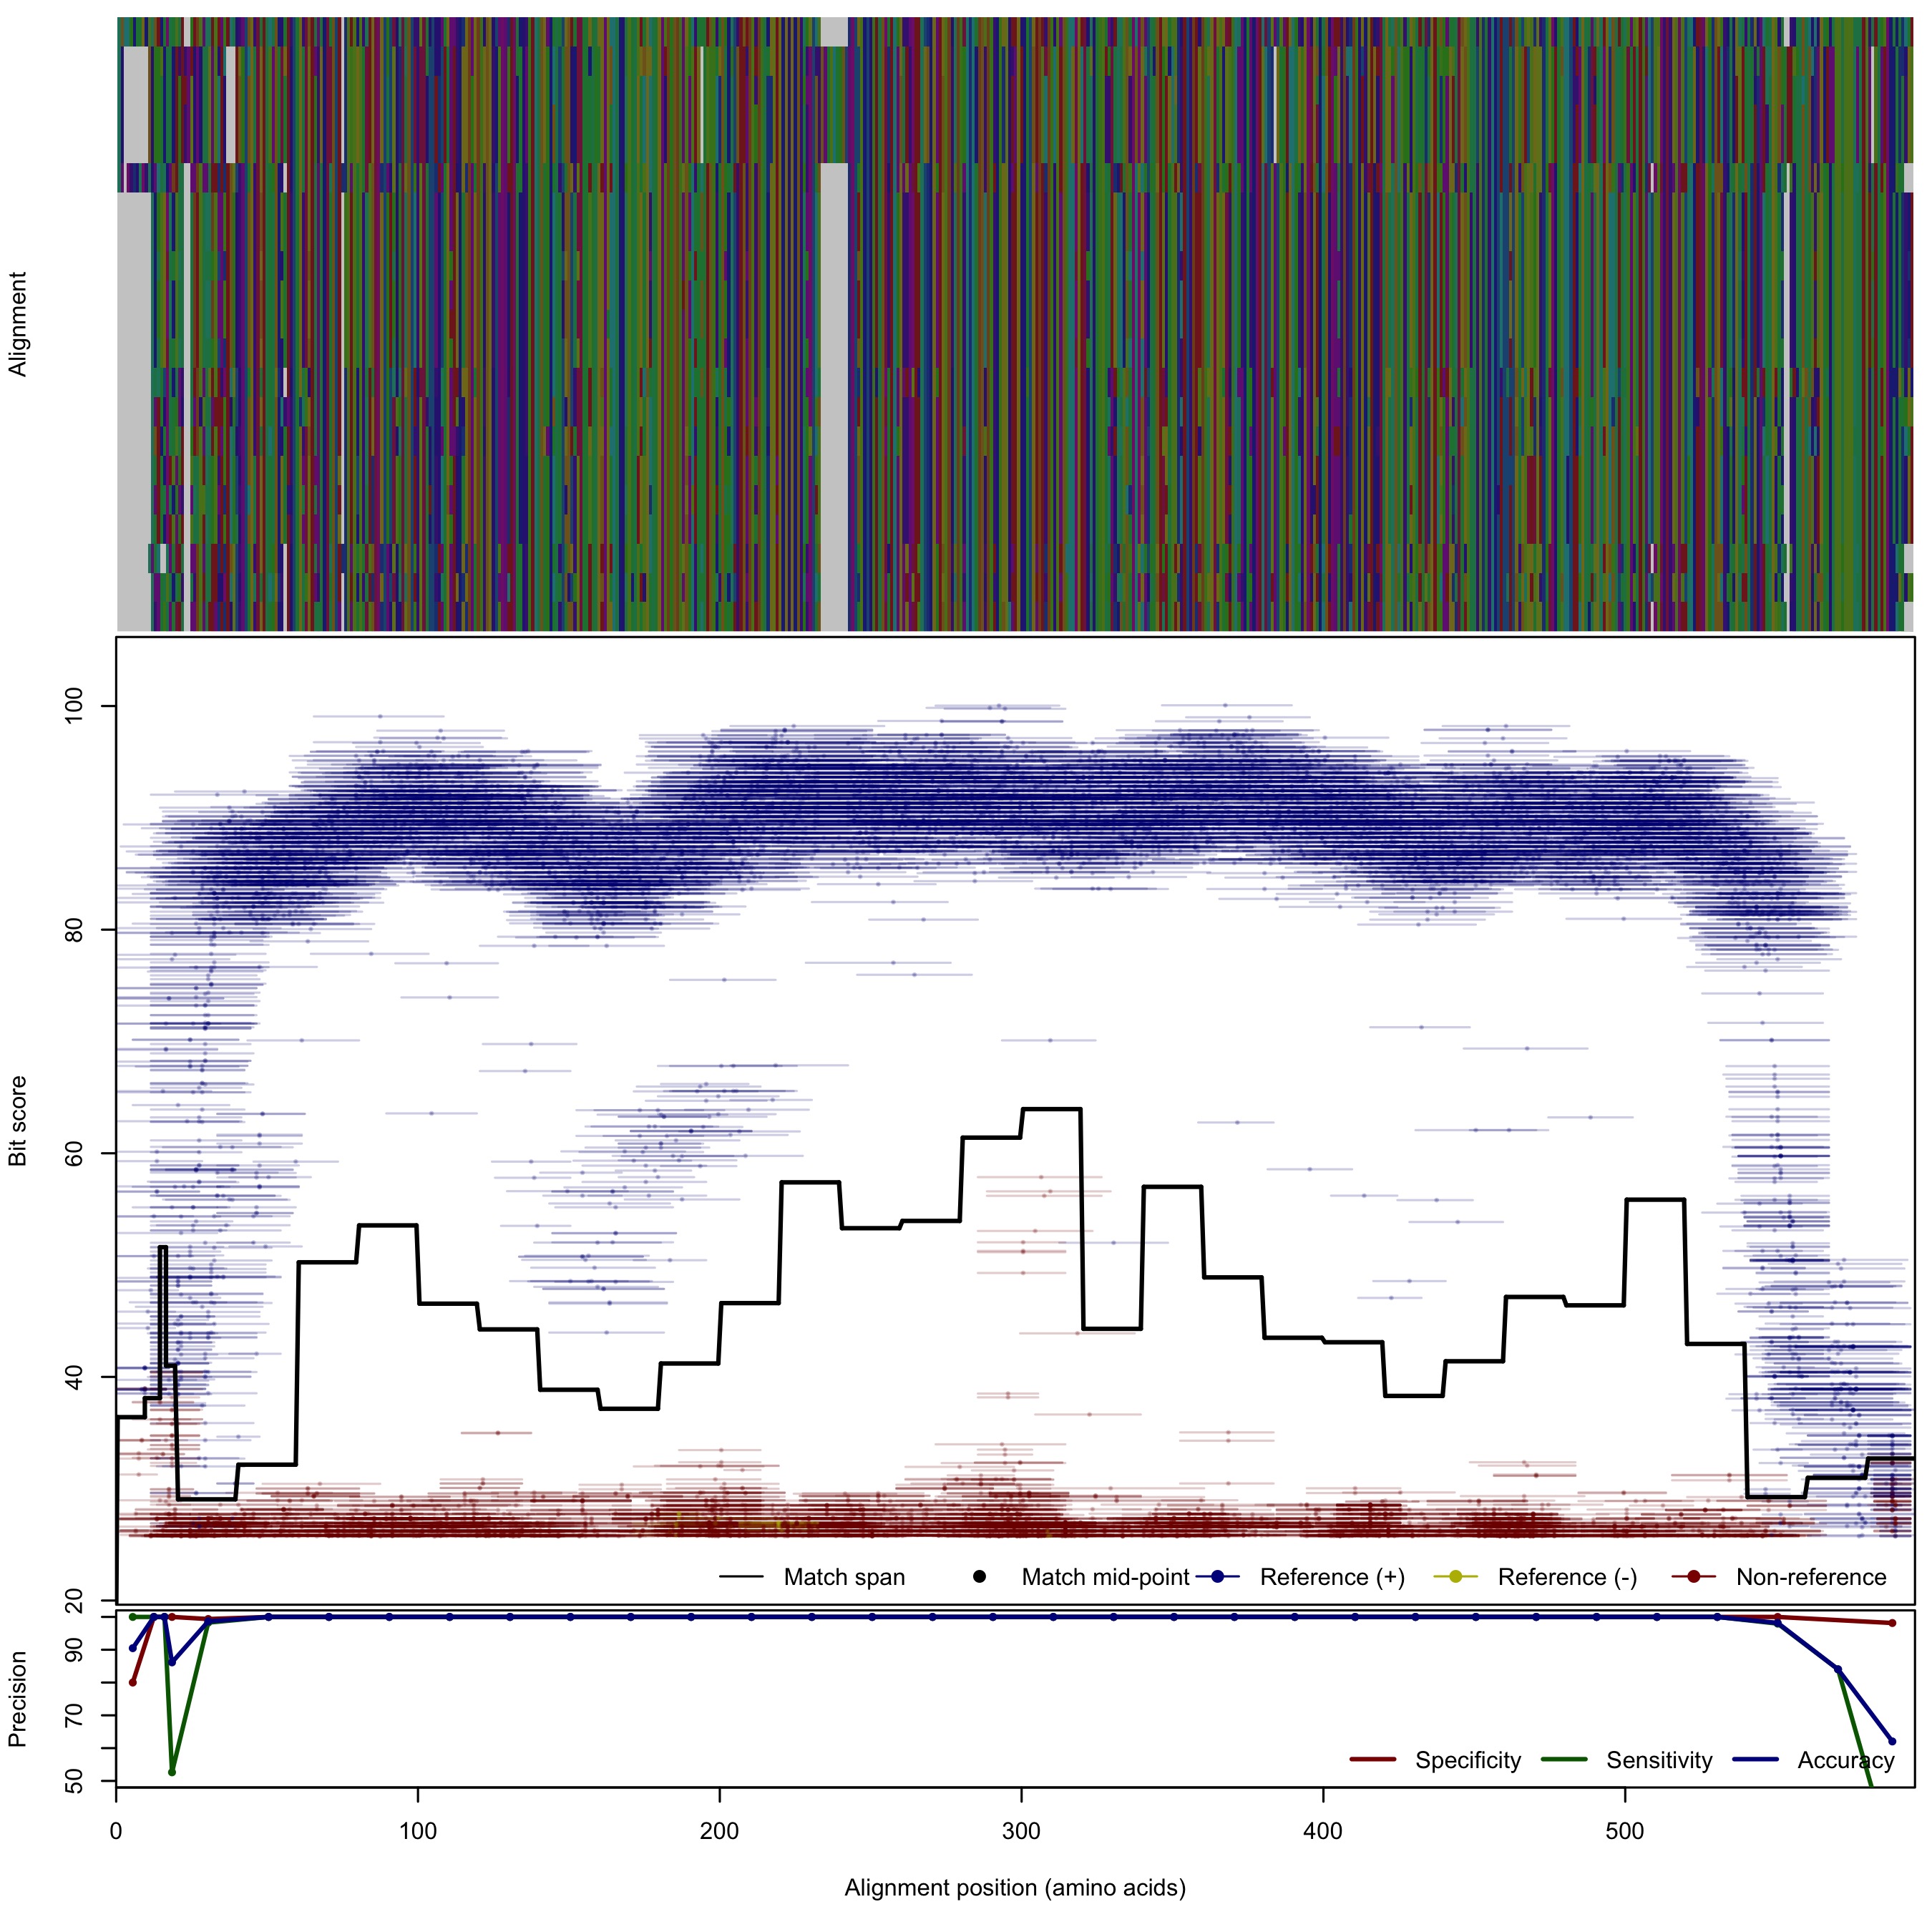 Alignment
Bit score
100
80
60
40
20
Match span Match mid-point Reference (+) Reference (-) Non-reference
Precision
90
70
50
Specificity Sensitivity Accuracy
0 100 200 300 400 500
Alignment position (amino acids)